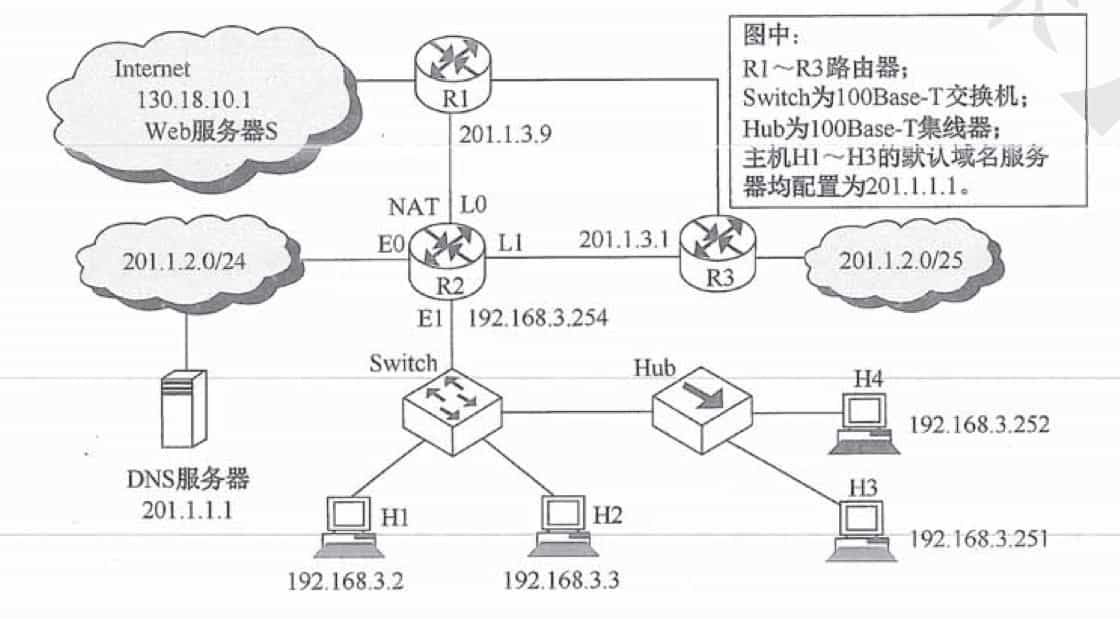 图中:
R1～R3路由器;
Switch为100Base-T交换机;
Hub为100Base-T集线器;
主机H1～H3的默认域名服务
器均配置为201.1.1.1。
Internet
130.18.10.1
Web服务器S
R1
201.1.3.9
NAT
L0
E0
L1
R2
E1
192.168.3.254
201.1.3.1
R3
201.1.2.0/24
201.1.2.0/25
Switch
Hub
H4
192.168.3.252
DNS服务器
201.1.1.1
H1
192.168.3.2
H2
192.168.3.3
H3
192.168.3.251